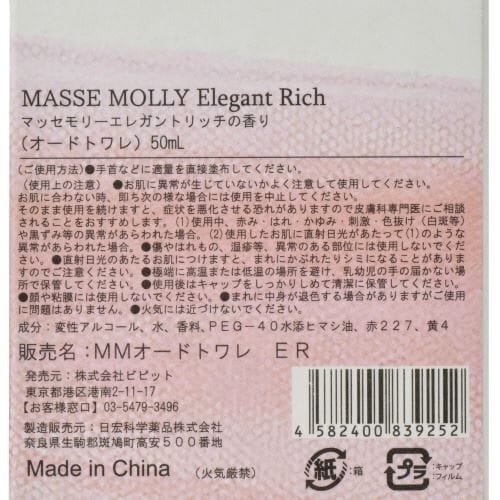 MASSE MOLLY Elegant Rich
マッセモリーエレガントリッチの香り
(オードトワレ) 50mL
(ご使用方法)●手首などに適量を直接塗布してください。
(使用上の注意) ●お肌に異常が生じていないかよく注意して使用してください。
お肌に合わない時、即ち次の様な場合には使用を中止してください。
そのまま使用を続けますと、症状を悪化させる恐れがありますので皮膚科専門医にご相談
されることをおすすめします。(1)使用中、赤み・はれ・かゆみ・刺激・色抜け(白斑等)
や黒ずみ等の異常があらわれた場合。(2)使用したお肌に直射日光があたって(1)のような
異常があらわれた場合。●傷やはれもの、湿疹等、異常のある部位には使用しないでくだ
さい。●直射日光のあたるお肌につけますと、まれにかぶれたりシミになることがあります
のでご注意ください。●極端に高温または低温の場所を避け、乳幼児の手の届かない場
所で保管してください。●使用後はキャップをしっかりしめて清潔に保管してください。
●顔や粘膜には使用しないでください。●まれに中身が退色する場合がありますがご使用
に問題はありません。●火気には近づけないでください。
成分:変性アルコール、水、香料、PEG-40水添ヒマシ油、赤227、黄4
販売名:MMオードトワレ ER
発売元:株式会社ビビット
東京都港区港南2-11-17
【お客様窓口】03-5479-3496
製造販売元:日宏科学薬品株式会社
奈良県生駒郡斑鳩町高安500番地
Made in China (火気厳禁)
4582400839252
紙 :箱
プラ :キャップ
・フィルム